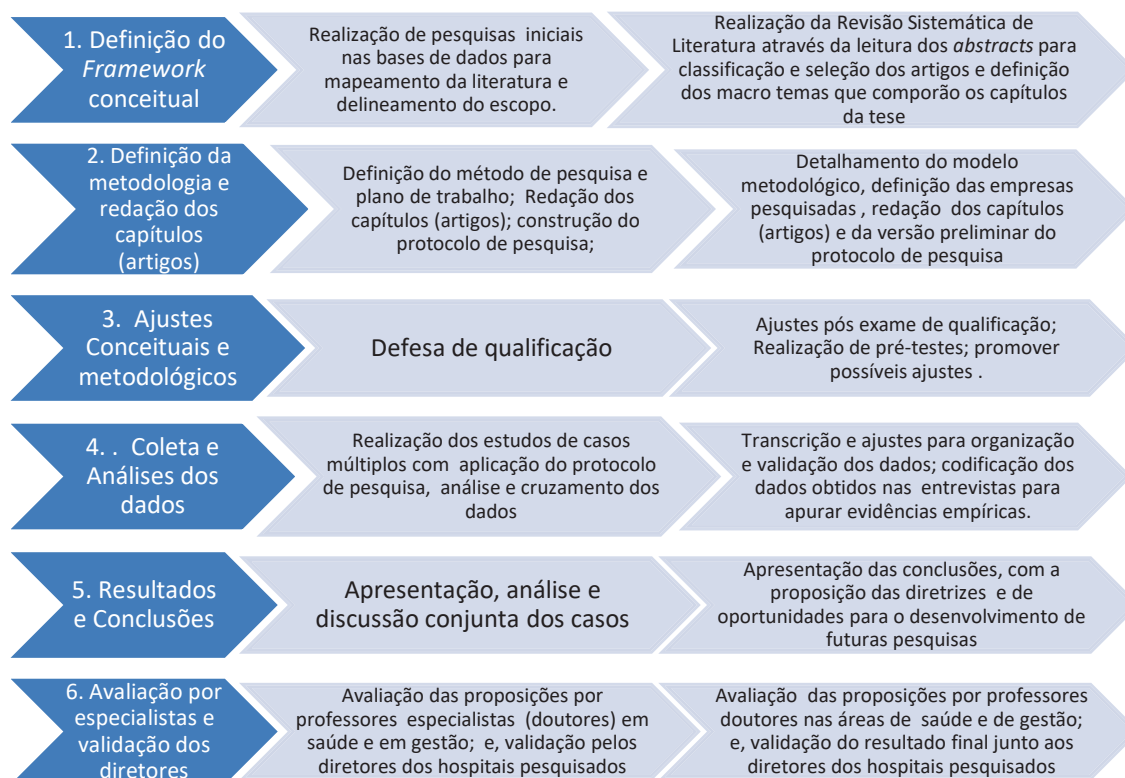 1. Definição do
Framework
conceitual
Realização de pesquisas iniciais
nas bases de dados para
mapeamento da literatura e
delineamento do escopo.
Realização da Revisão Sistemática de
Literatura através da leitura dos abstracts para
classificação e seleção dos artigos e definição
dos macro temas que comporão os capítulos
da tese
2. Definição da
metodologia e
redação dos
capítulos
(artigos)
Definição do método de pesquisa e
plano de trabalho; Redação dos
capítulos (artigos); construção do
protocolo de pesquisa;
Detalhamento do modelo
metodológico, definição das empresas
pesquisadas , redação dos capítulos
(artigos) e da versão preliminar do
protocolo de pesquisa
3. Ajustes
Conceituais e
metodológicos
Defesa de qualificação
Ajustes pós exame de qualificação;
Realização de pré-testes; promover
possíveis ajustes .
4. . Coleta e
Análises dos
dados
Realização dos estudos de casos
múltiplos com aplicação do protocolo
de pesquisa, análise e cruzamento dos
dados
Transcrição e ajustes para organização
e validação dos dados; codificação dos
dados obtidos nas entrevistas para
apurar evidências empíricas.
5. Resultados
e Conclusões
Apresentação, análise e
discussão conjunta dos casos
Apresentação das conclusões, com a
proposição das diretrizes e de
oportunidades para o desenvolvimento de
futuras pesquisas
6. Avaliação por
especialistas e
validação dos
diretores
Avaliação das proposições por
professores especialistas (doutores) em
saúde e em gestão; e, validação pelos
diretores dos hospitais pesquisados
Avaliação das proposições por professores
doutores nas áreas de saúde e de gestão;
e, validação do resultado final junto aos
diretores dos hospitais pesquisados